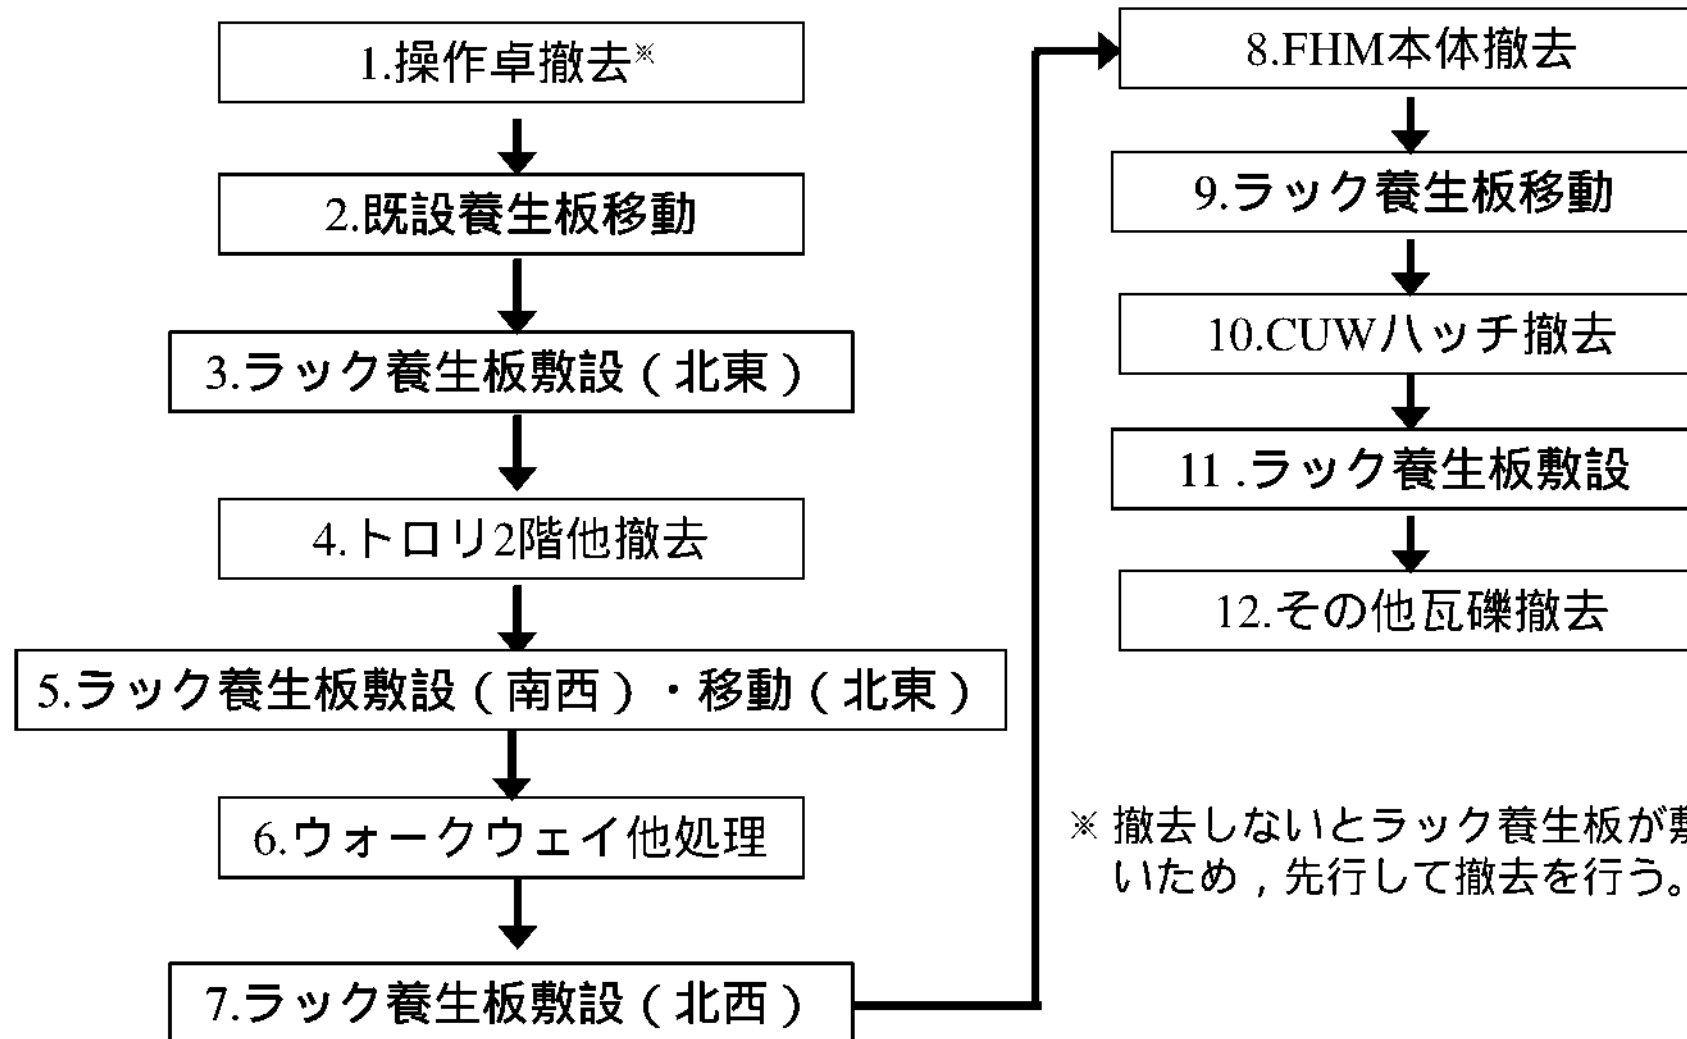 1.操作卓撤去※
2.既設養生板移動
3.ラック養生板敷設（北東）
4.トロリ2階他撤去
5.ラック養生板敷設（南西）・移動（北東）
6.ウォークウェイ他処理
7.ラック養生板敷設（北西）
8.FHM本体撤去
9.ラック養生板移動
10.CUWハッチ撤去
11.ラック養生板敷設
12.その他瓦礫撤去
※ 撤去しないとラック養生板が敷
いため，先行して撤去を行う。